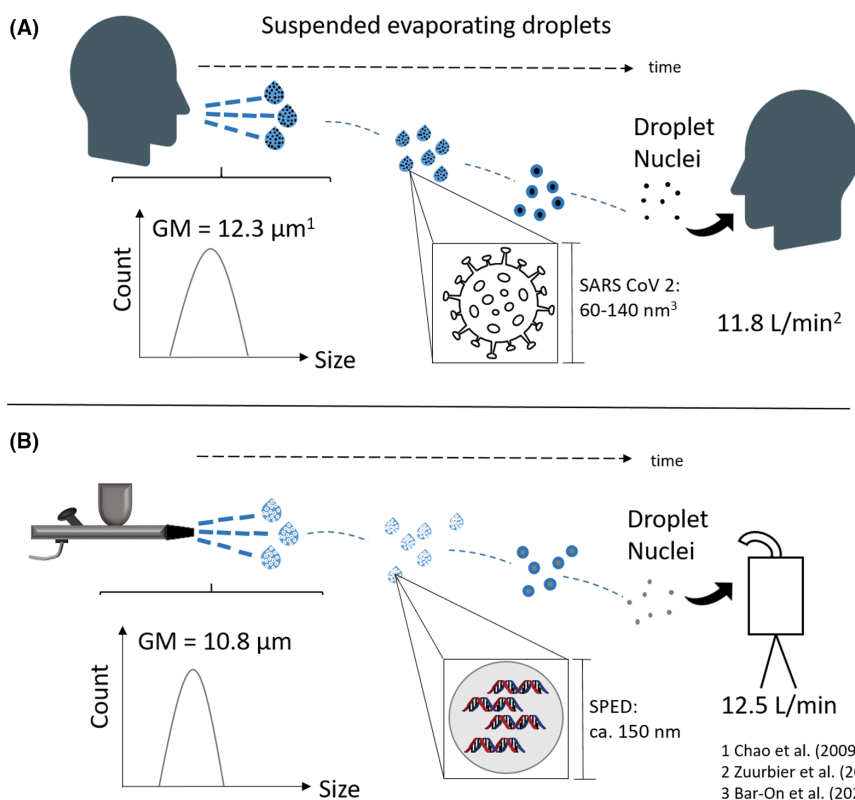 (A)
Suspended evaporating droplets
time
Droplet
Nuclei
GM = 12.3 µm¹
Count
Size
SARS CoV 2:
60-140 nm³
11.8 L/min²
(B)
time
Droplet
Nuclei
GM = 10.8 µm
Count
Size
SPED:
ca. 150 nm
12.5 L/min
1 Chao et al. (2009
2 Zuurbier et al. (20
3 Bar-On et al. (202